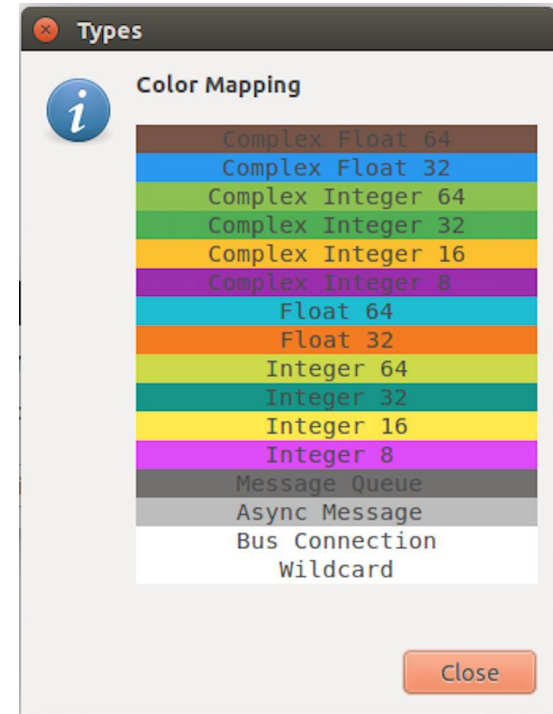 Types
Color Mapping
Complex Float 64
Complex Float 32
Complex Integer 64
Complex Integer 32
Complex Integer 16
Complex Integer 8
Float 64
Float 32
Integer 64
Integer 32
Integer 16
Integer 8
Message Queue
Async Message
Bus Connection
Wildcard
Close